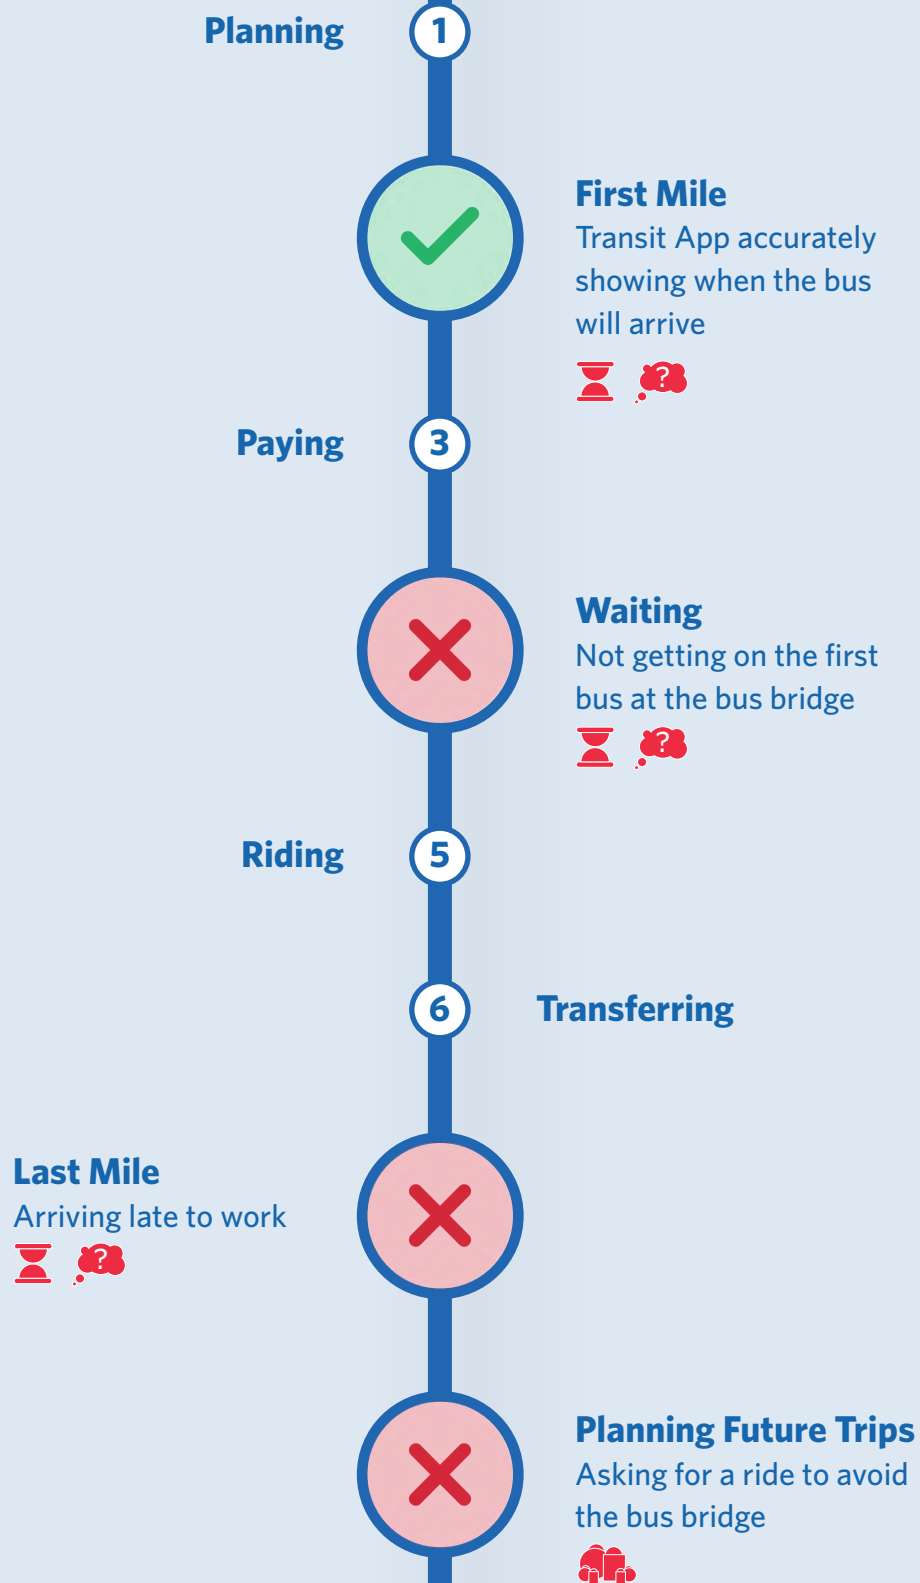 Planning
1
First Mile
Transit App accurately
showing when the bus
will arrive
?
Paying
3
Waiting
Not getting on the first
bus at the bus bridge
?
Riding
5
6
Transferring
Last Mile
Arriving late to work
?
Planning Future Trips
Asking for a ride to avoid
the bus bridge